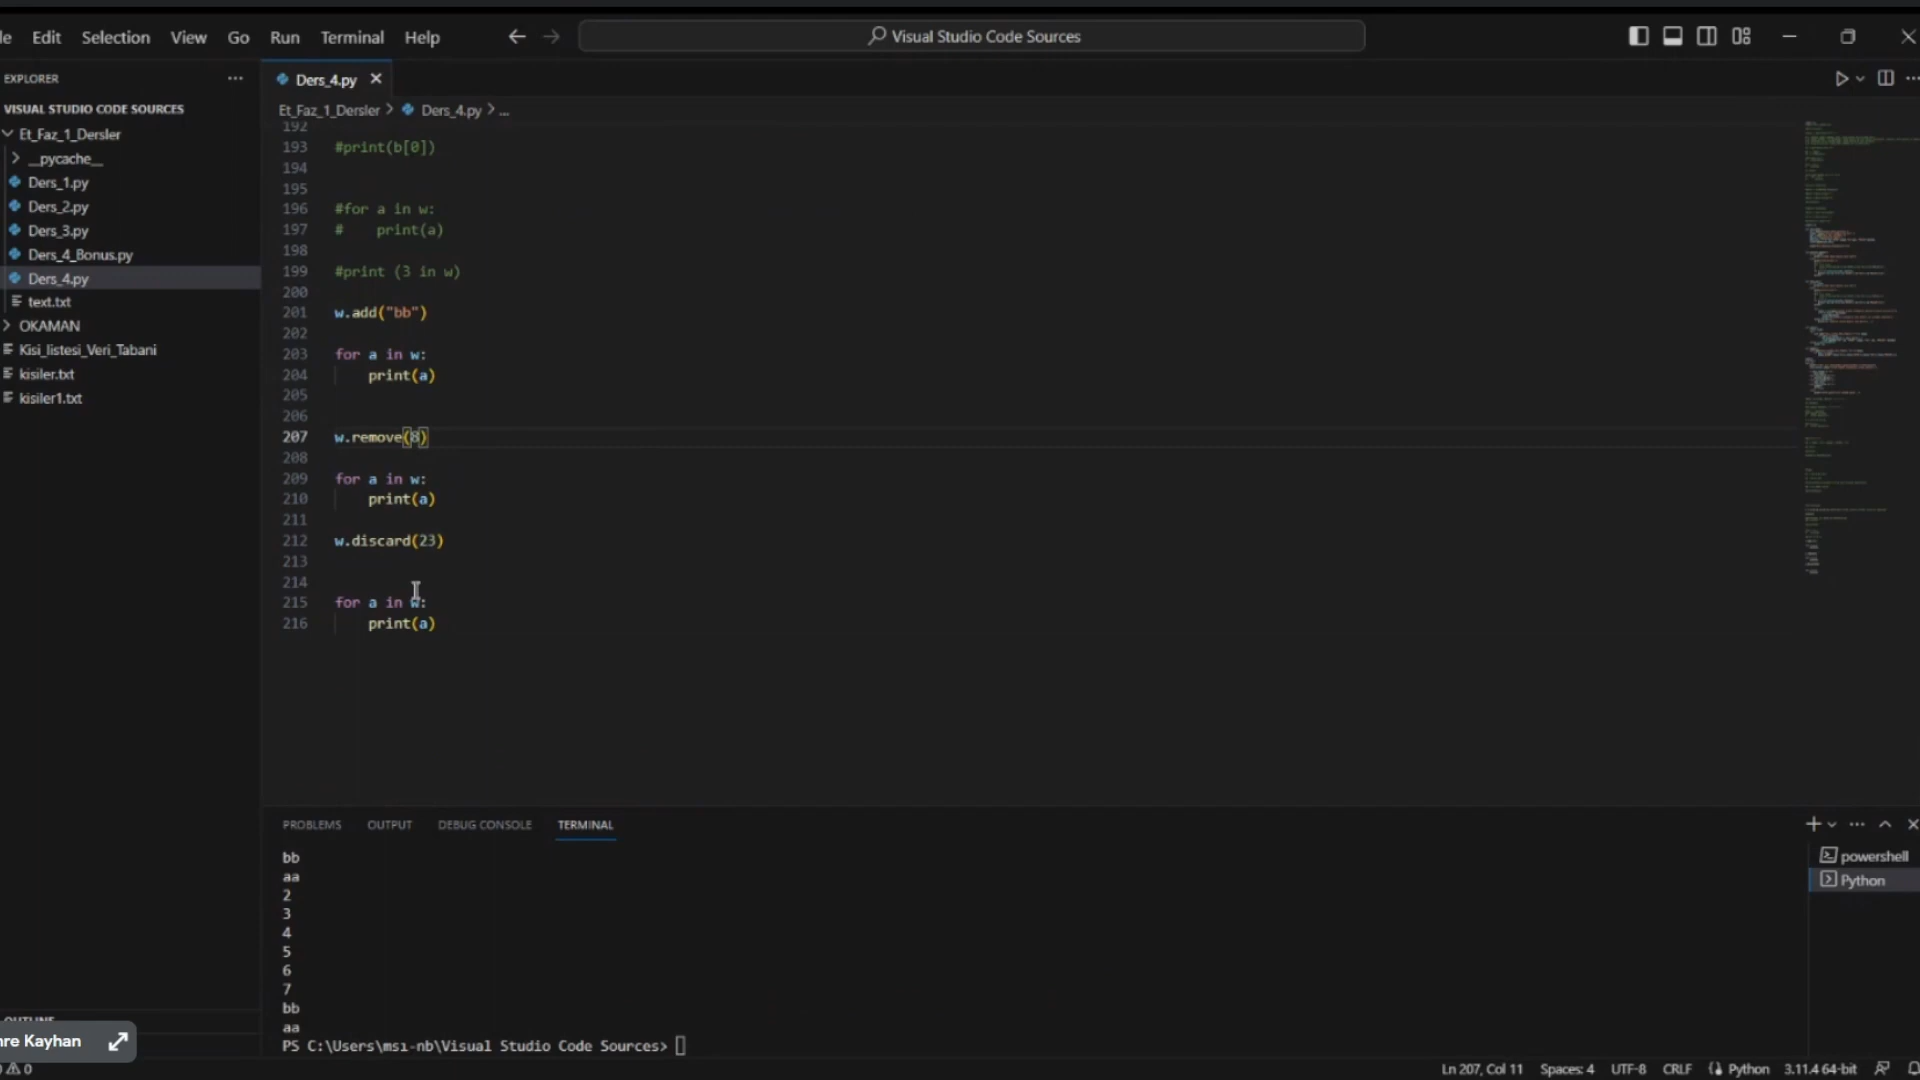 Edit Selection View Go Run Terminal Help Visual Studio Code Sources
EXPLORER
VISUAL STUDIO CODE SOURCES
Et_Faz_1_Dersler
__pycache__
Ders_1.py
Ders_2.py
Ders_3.py
Ders_4_Bonus.py
Ders_4.py
text.txt
OKAMAN
Kisi_listesi_Veri_Tabani
kisiler.txt
kisiler1.txt
OUTLINE
nre Kayhan
Ders_4.py
Et_Faz_1_Dersler > Ders_4.py > ...
192
193 #print(b[0])
194
195
196 #for a in w:
197 #    print(a)
198
199 #print (3 in w)
200
201 w.add("bb")
202
203 for a in w:
204     print(a)
205
206
207 w.remove(8)
208
209 for a in w:
210     print(a)
211
212 w.discard(23)
213
214
215 for a in w:
216     print(a)
PROBLEMS OUTPUT DEBUG CONSOLE TERMINAL
bb
aa
2
3
4
5
6
7
bb
aa
PS C:\Users\msı-nb\Visual Studio Code Sources>
powershell
Python
0 Ln 207, Col 11 Spaces: 4 UTF-8 CRLF Python 3.11.4 64-bit